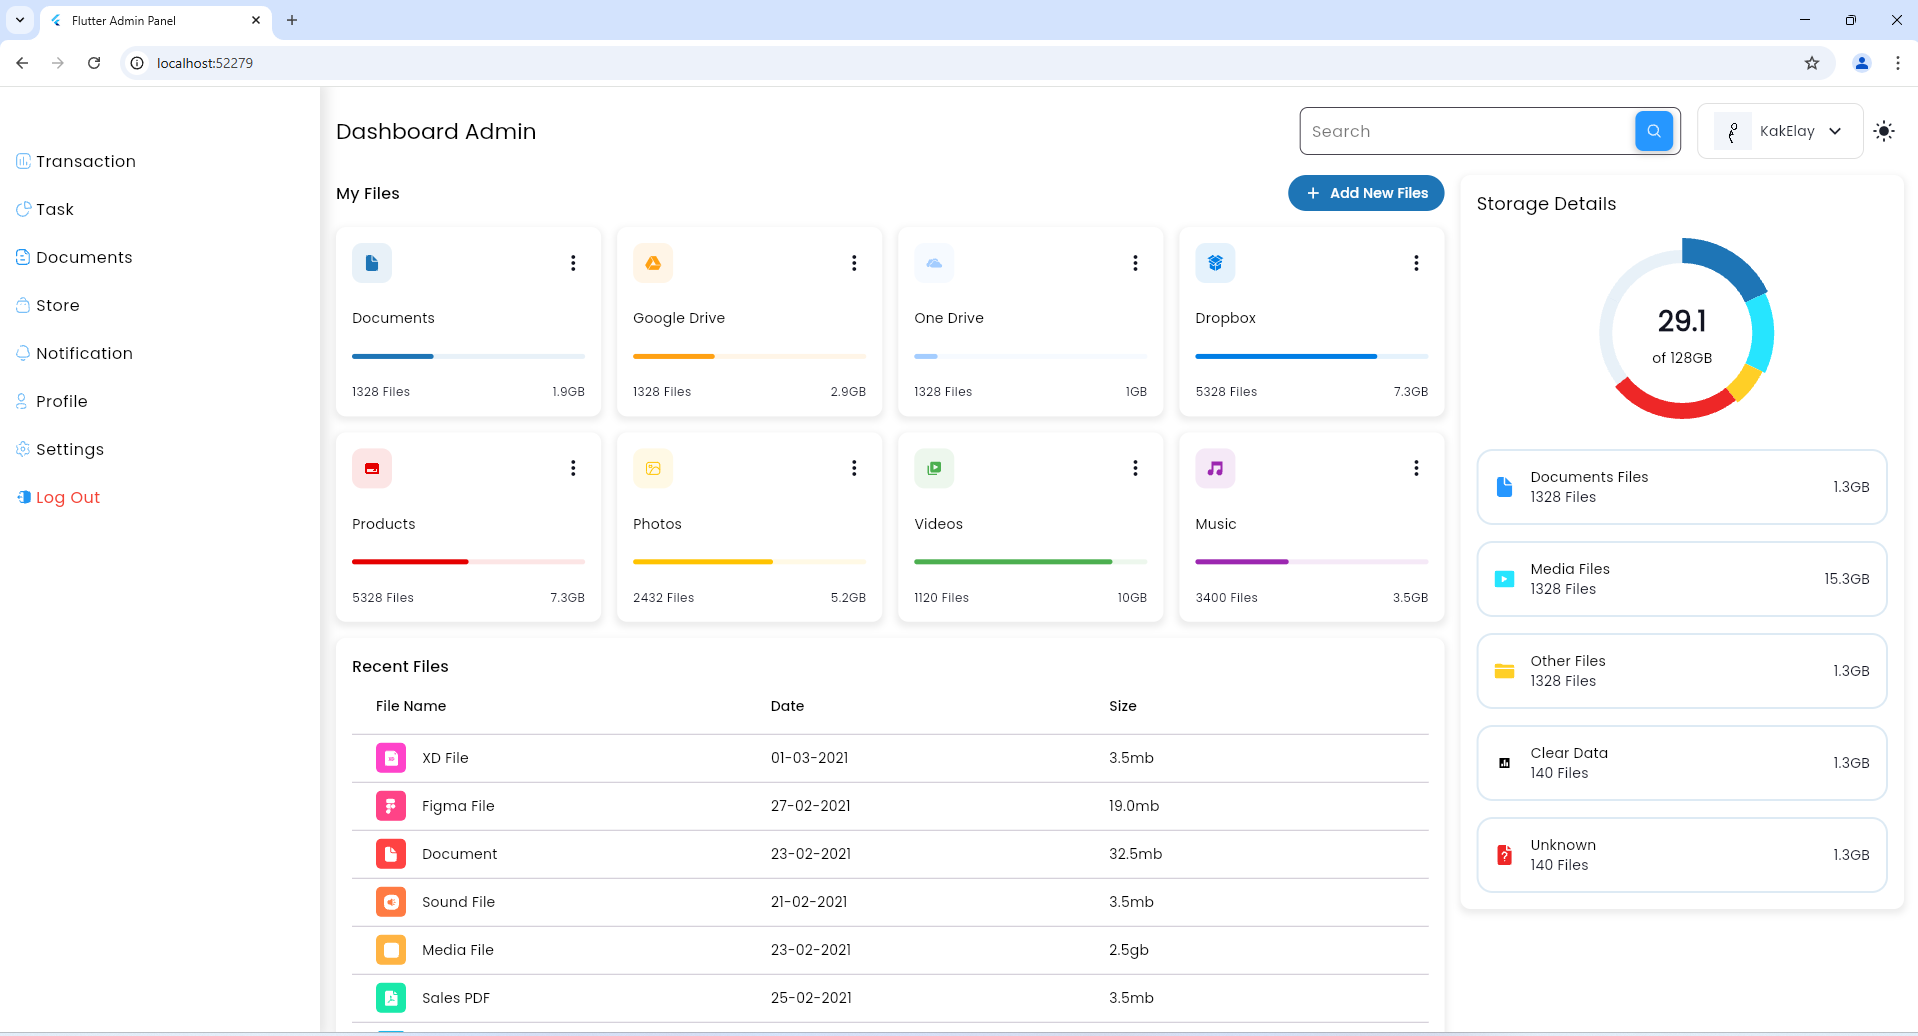 Flutter Admin Panel
localhost:52279
Transaction
Task
Documents
Store
Notification
Profile
Settings
Log Out
Dashboard Admin
Search
KakElay
My Files
Add New Files
Documents
1328 Files
1.9GB
Google Drive
1328 Files
2.9GB
One Drive
1328 Files
1GB
Dropbox
5328 Files
7.3GB
Products
5328 Files
7.3GB
Photos
2432 Files
5.2GB
Videos
1120 Files
10GB
Music
3400 Files
3.5GB
Recent Files
File Name Date Size
XD File 01-03-2021 3.5mb
Figma File 27-02-2021 19.0mb
Document 23-02-2021 32.5mb
Sound File 21-02-2021 3.5mb
Media File 23-02-2021 2.5gb
Sales PDF 25-02-2021 3.5mb
Storage Details
29.1
of 128GB
Documents Files
1328 Files
1.3GB
Media Files
1328 Files
15.3GB
Other Files
1328 Files
1.3GB
Clear Data
140 Files
1.3GB
Unknown
140 Files
1.3GB